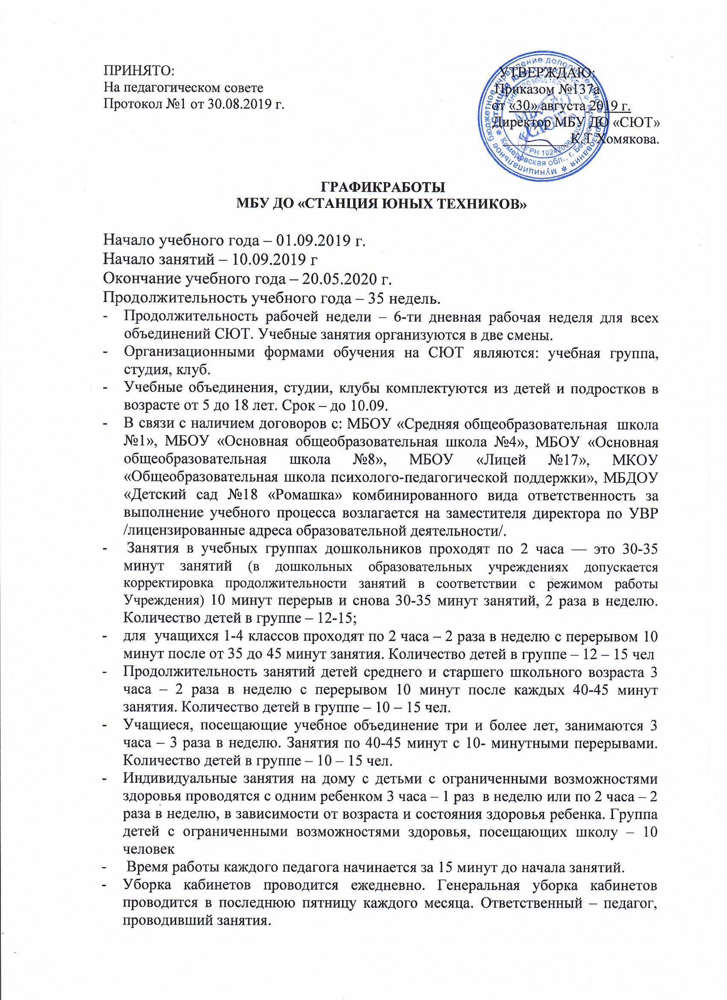 ПРИНЯТО:
На педагогическом совете
Протокол №1 от 30.08.2019 г.
УТВЕРЖДАЮ:
Приказом №137а
от «30» августа 2019 г.
Директор МБУ ДО «СЮТ»
К.Т.Хомякова.
муниципальное бюджетное учреждение дополнительного образования
«Станция юных
Кемеровская обл., г. Березовский
МБУ ДО
«СЮТ»
ГРАФИКРАБОТЫ
МБУ ДО «СТАНЦИЯ ЮНЫХ ТЕХНИКОВ»
Начало учебного года – 01.09.2019 г.
Начало занятий – 10.09.2019 г
Окончание учебного года – 20.05.2020 г.
Продолжительность учебного года – 35 недель.
- Продолжительность рабочей недели – 6-ти дневная рабочая неделя для всех
объединений СЮТ. Учебные занятия организуются в две смены.
- Организационными формами обучения на СЮТ являются: учебная группа,
студия, клуб.
- Учебные объединения, студии, клубы комплектуются из детей и подростков в
возрасте от 5 до 18 лет. Срок – до 10.09.
- В связи с наличием договоров с: МБОУ «Средняя общеобразовательная школа
№1», МБОУ «Основная общеобразовательная школа №4», МБОУ «Основная
общеобразовательная школа №8», МБОУ «Лицей №17», МКОУ
«Общеобразовательная школа психолого-педагогической поддержки», МБДОУ
«Детский сад №18 «Ромашка» комбинированного вида ответственность за
выполнение учебного процесса возлагается на заместителя директора по УВР
/лицензированные адреса образовательной деятельности/.
- Занятия в учебных группах дошкольников проходят по 2 часа — это 30-35
минут занятий (в дошкольных образовательных учреждениях допускается
корректировка продолжительности занятий в соответствии с режимом работы
Учреждения) 10 минут перерыв и снова 30-35 минут занятий, 2 раза в неделю.
Количество детей в группе – 12-15;
- для учащихся 1-4 классов проходят по 2 часа – 2 раза в неделю с перерывом 10
минут после от 35 до 45 минут занятия. Количество детей в группе – 12 – 15 чел
- Продолжительность занятий детей среднего и старшего школьного возраста 3
часа – 2 раза в неделю с перерывом 10 минут после каждых 40-45 минут
занятия. Количество детей в группе – 10 – 15 чел.
- Учащиеся, посещающие учебное объединение три и более лет, занимаются 3
часа – 3 раза в неделю. Занятия по 40-45 минут с 10- минутными перерывами.
Количество детей в группе – 10 – 15 чел.
- Индивидуальные занятия на дому с детьми с ограниченными возможностями
здоровья проводятся с одним ребенком 3 часа – 1 раз в неделю или по 2 часа – 2
раза в неделю, в зависимости от возраста и состояния здоровья ребенка. Группа
детей с ограниченными возможностями здоровья, посещающих школу – 10
человек
- Время работы каждого педагога начинается за 15 минут до начала занятий.
- Уборка кабинетов проводится ежедневно. Генеральная уборка кабинетов
проводится в последнюю пятницу каждого месяца. Ответственный – педагог,
проводивший занятия.